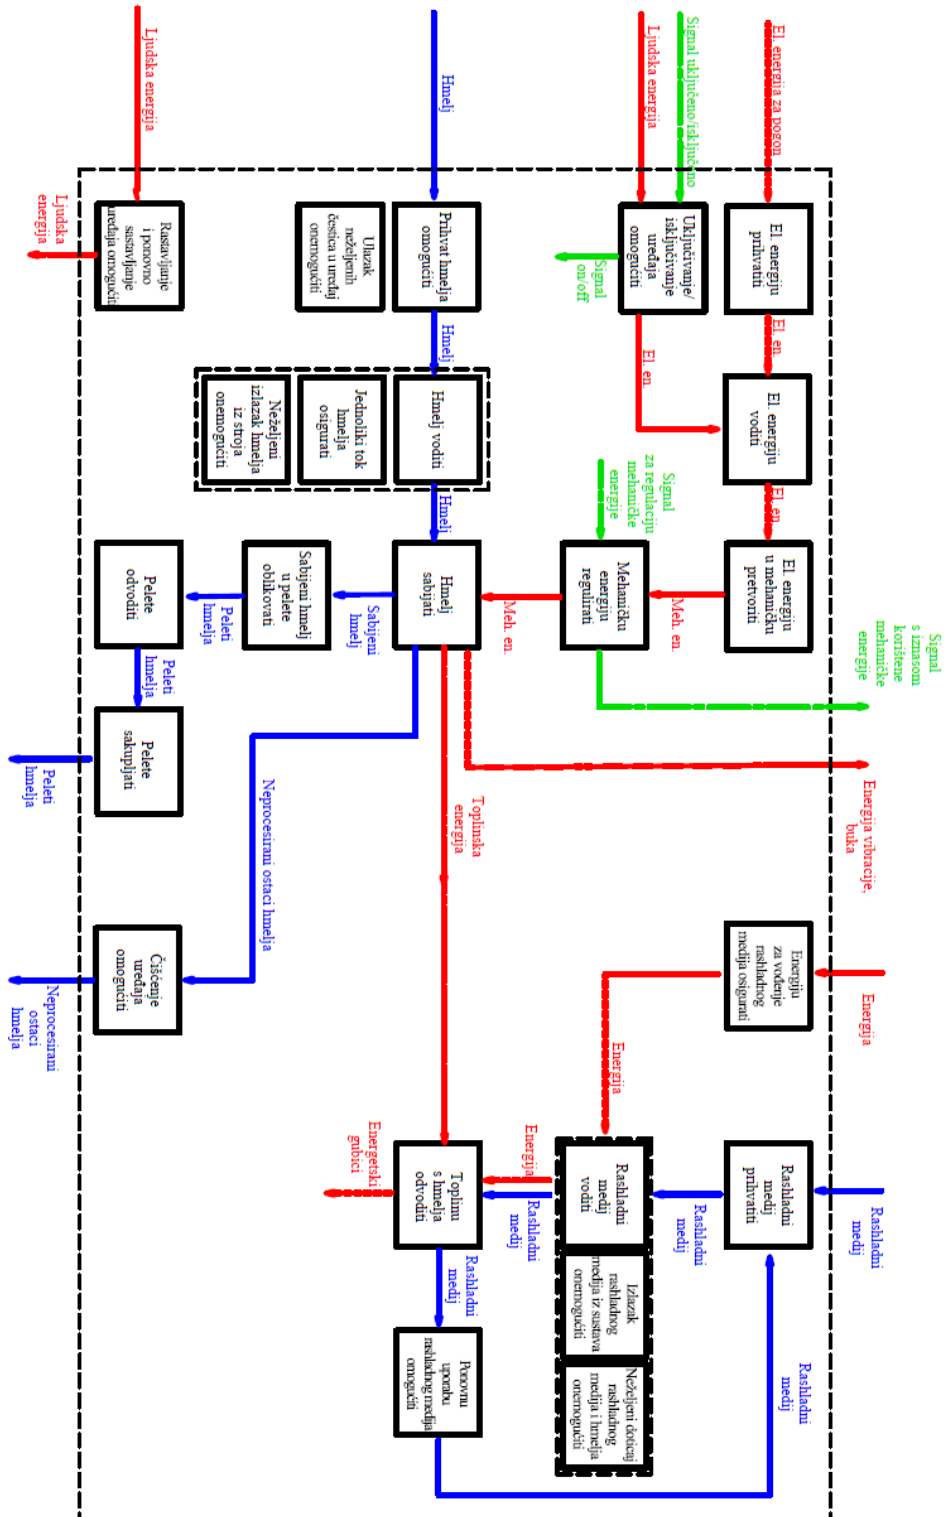 Signal
s iznasom
korištene
mehaničke
energije
Energija vibracije,
buka
Energija
Rashladni
medij
El. energija za pogon
El. energiju
prihvatiti
El. en.
El. energiju
voditi
El. en.
El. energiju
u mehaničku
pretvoriti
Energiju
za vođenje
rashladnog
medija osigurati
Rashladni
medij
prihvatiti
Rashladni
medij
Signal uključeno/isključeno
Ljudska energija
Uključivanje/
isključivanje
uređaja
omogućiti
Signal
on/off
El. en.
Signal
za regulaciju
mehaničke
energije
Meh. en.
Mehaničku
energiju
regulirati
Energija
Rashladni
medij
Rashladni
medij
voditi
Izlazak
rashladnog
medija iz sustava
onemogućiti
Neželjeni doticaj
rashladnog
medija i hmelja
onemogućiti
Meh. en.
Energija
Rashladni
medij
Hmelj
Prihvat hmelja
omogućiti
Hmelj
Hmelj voditi
Hmelj
Hmelj
sabijati
Toplinska
energija
Toplinu
s hmelja
odvoditi
Rashladni
medij
Ponovnu
uporabu
rashladnog medija
omogućiti
Ulazak
neželjenih
čestica u uređaj
onemogućiti
Jednoliki tok
hmelja
osigurati
Sabijeni
hmelj
Energetski
gubici
Neželjeni
izlazak hmelja
iz stroja
onemogućiti
Sabijeni hmelj
u pelete
oblikovati
Neprocesirani ostaci hmelja
Peleti
hmelja
Ljudska energija
Rastavljanje
i ponovno
sastavljanje
uređaja omogućiti
Pelete
odvoditi
Peleti
hmelja
Pelete
sakupljati
Čišćenje
uređaja
omogućiti
Ljudska
energija
Peleti
hmelja
Neprocesirani
ostaci
hmelja